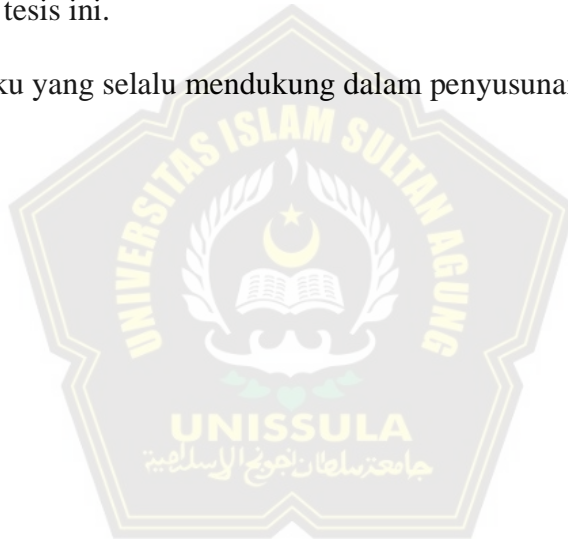 tesis ini.
ku yang selalu mendukung dalam penyusunan
UNIVERSITAS ISLAM SULTAN AGUNG
UNISSULA
جامعة سلطان أجونج الإسلامية